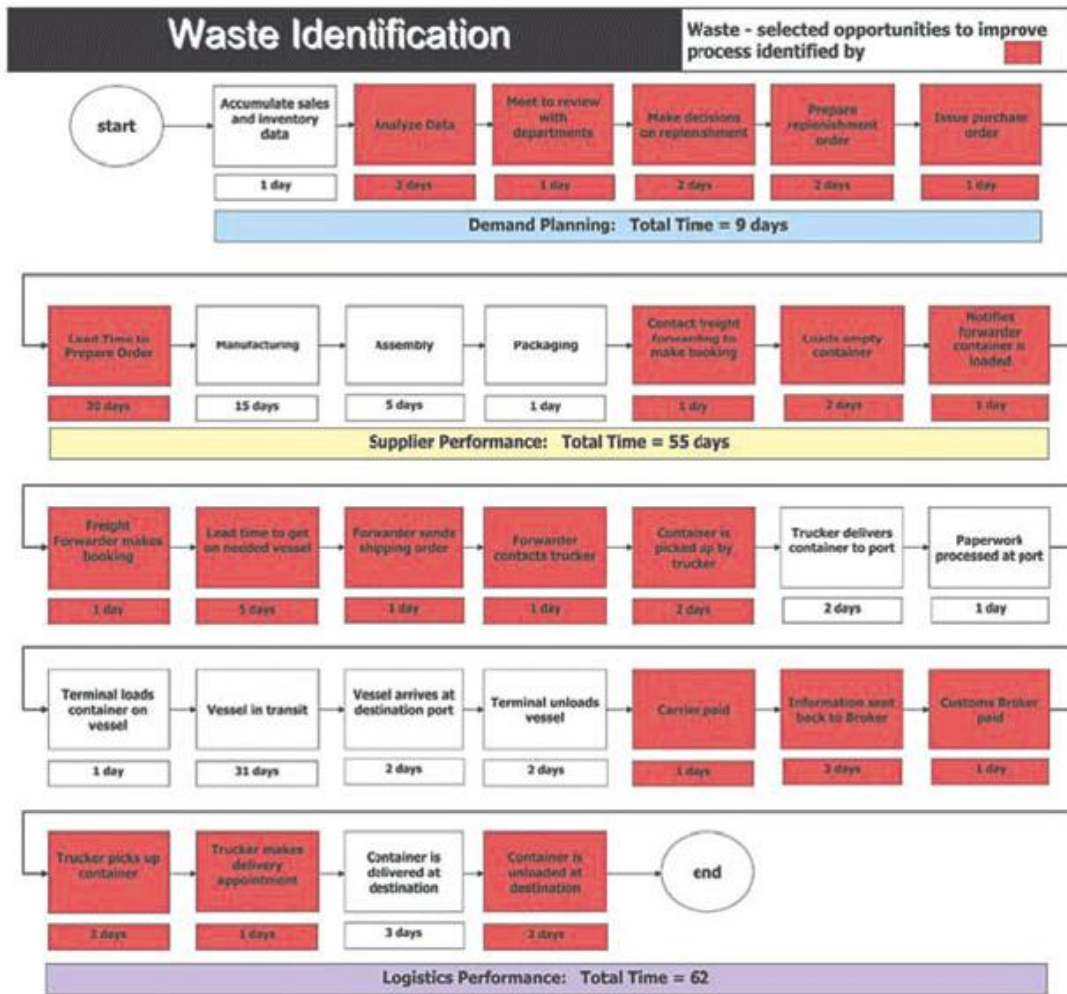 Waste Identification
Waste - selected opportunities to improve
process identified by
start
Accumulate sales
and inventory
data
1 day
Analyze Data
2 days
Meet to review
with
departments
1 day
Make decisions
on replenishment
2 days
Prepare
replenishment
order
2 days
Issue purchase
order
1 day
Demand Planning: Total Time = 9 days
Lead Time to
Prepare Order
30 days
Manufacturing
15 days
Assembly
5 days
Packaging
1 day
Contact freight
forwarding to
make booking
1 day
Loads empty
container
2 days
Notifies
forwarder
container is
loaded
1 day
Supplier Performance: Total Time = 55 days
Freight
Forwarder makes
booking
1 day
Lead time to get
on needed vessel
5 days
Forwarder sends
shipping order
1 day
Forwarder
contacts trucker
1 day
Container is
picked up by
trucker
2 days
Trucker delivers
container to port
2 days
Paperwork
processed at port
1 day
Terminal loads
container on
vessel
1 day
Vessel in transit
31 days
Vessel arrives at
destination port
2 days
Terminal unloads
vessel
2 days
Carrier paid
1 days
Information sent
back to Broker
3 days
Customs Broker
paid
1 day
Trucker picks up
container
2 days
Trucker makes
delivery
appointment
1 days
Container is
delivered at
destination
3 days
Container is
unloaded at
destination
2 days
end
Logistics Performance: Total Time = 62